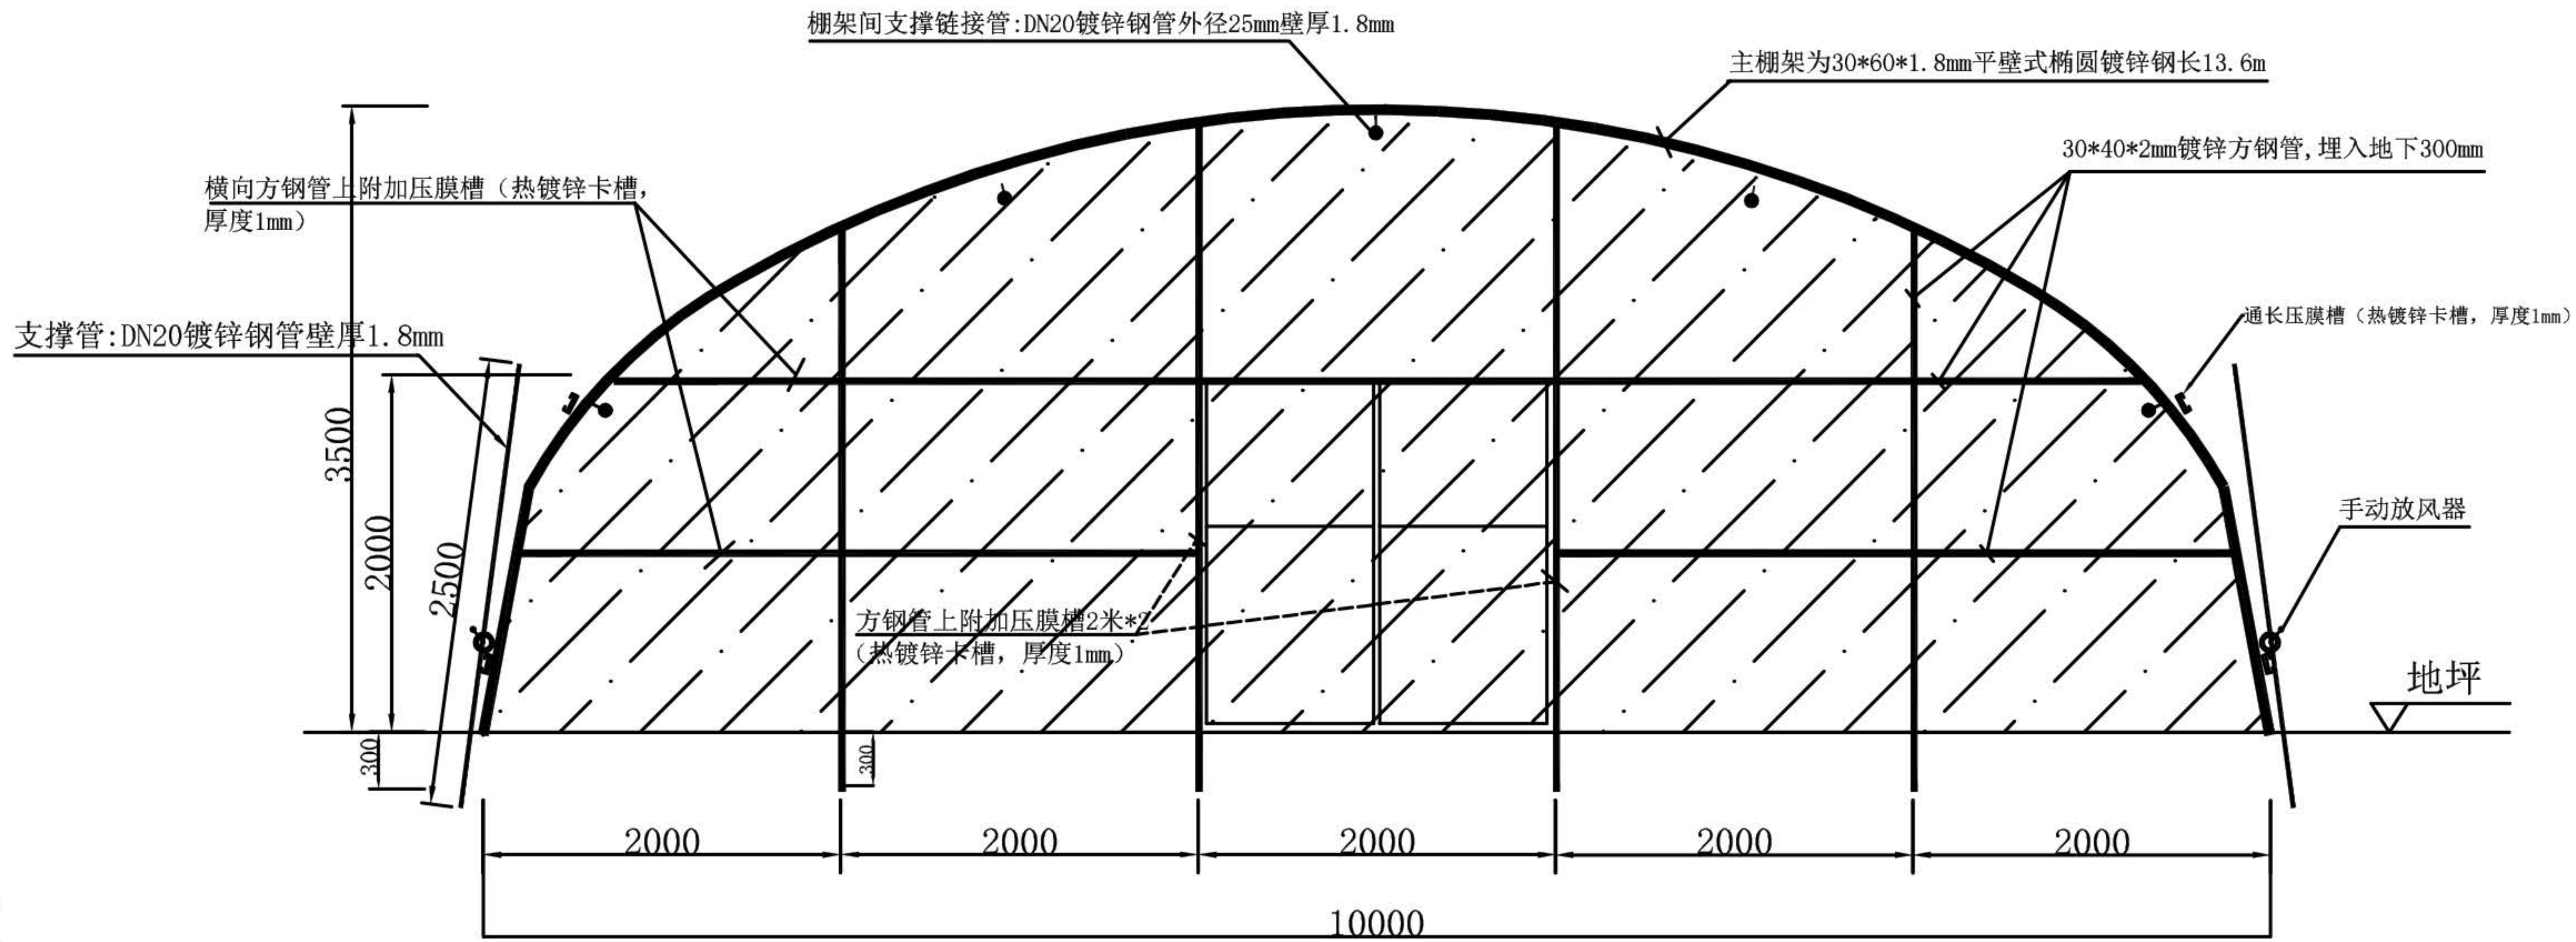 棚架间支撑链接管:DN20镀锌钢管外径25mm壁厚1.8mm
主棚架为30*60*1.8mm平壁式椭圆镀锌钢长13.6m
30*40*2mm镀锌方钢管,埋入地下300mm
横向方钢管上附加压膜槽（热镀锌卡槽，
厚度1mm）
支撑管:DN20镀锌钢管壁厚1.8mm
通长压膜槽（热镀锌卡槽，厚度1mm）
3500
2000
2500
手动放风器
方钢管上附加压膜槽2米*2
（热镀锌卡槽，厚度1mm）
地坪
300
300
2000
2000
2000
2000
2000
10000